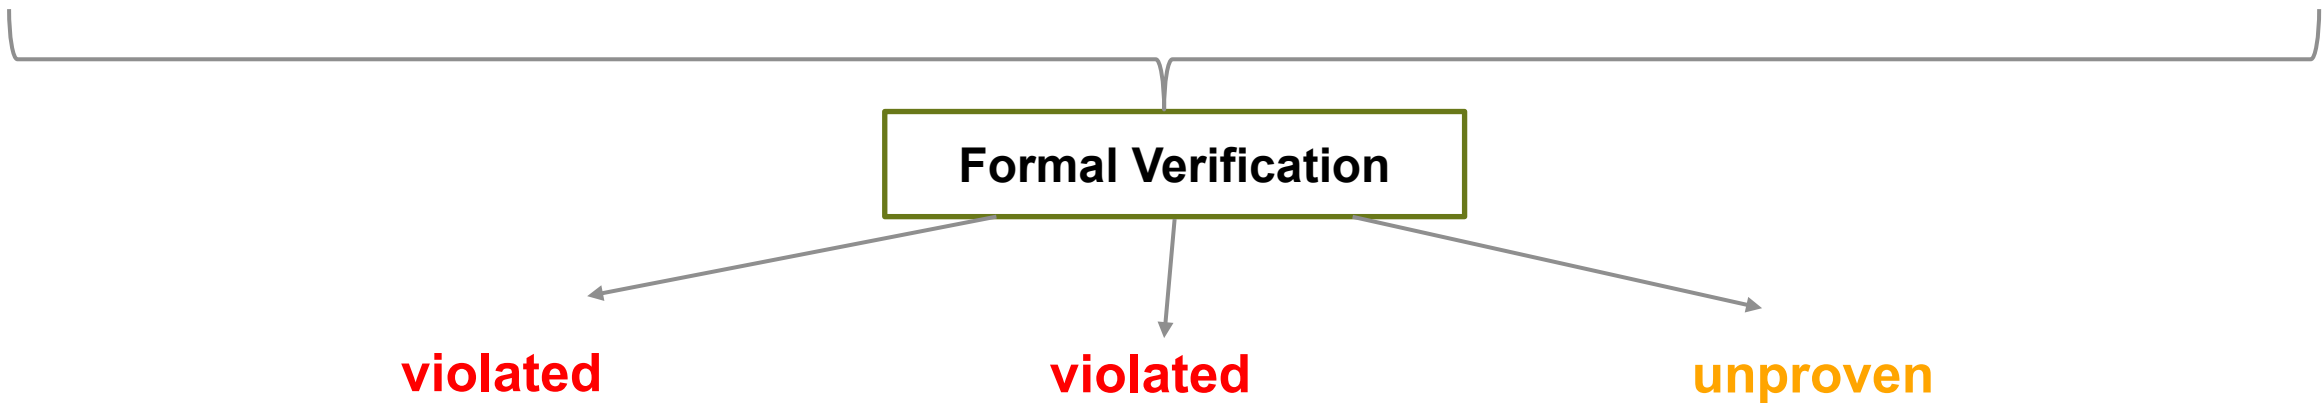 Formal Verification
violated violated unproven